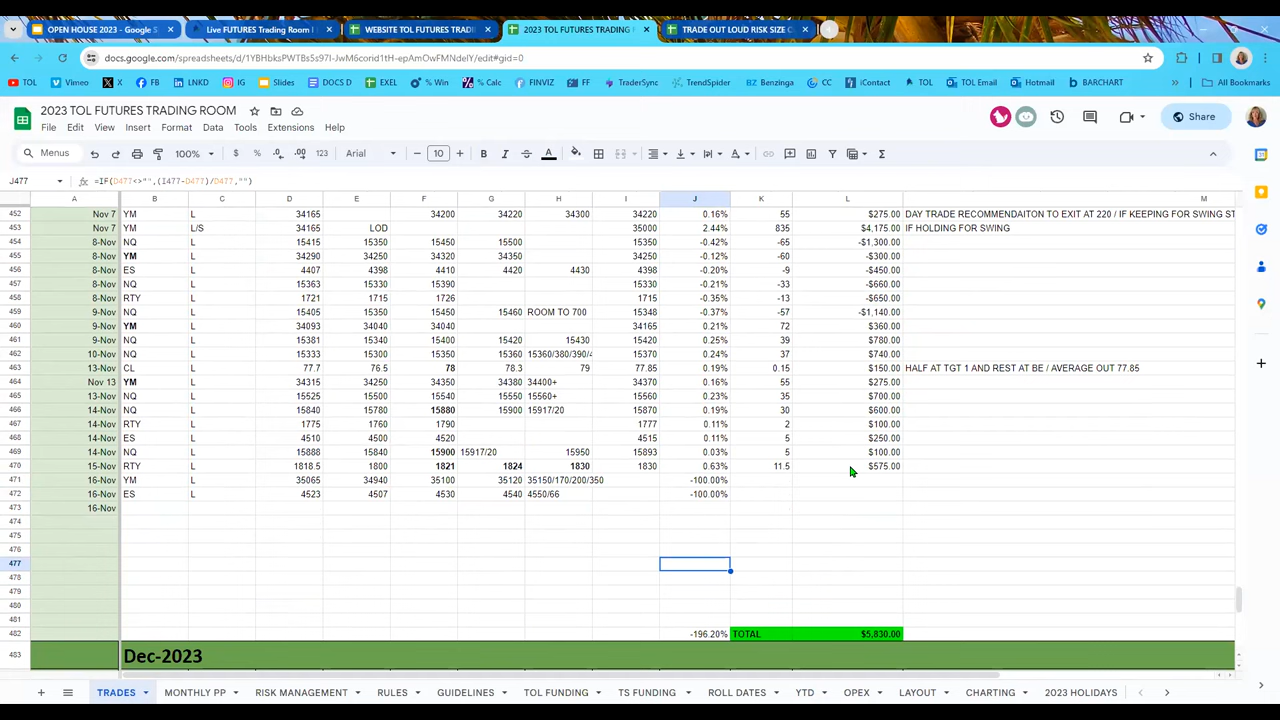 OPEN HOUSE 2023 - Google S
Live FUTURES Trading Room |
WEBSITE TOL FUTURES TRADI
2023 TOL FUTURES TRADING
TRADE OUT LOUD RISK SIZE C
docs.google.com/spreadsheets/d/1YBHbksPWTBs5s97I-JwM6corid1tH-epAmOwFMNdelY/edit#gid=0
TOL Vimeo X FB LNKD IG Slides DOCS D EXEL % Win % Calc FINVIZ FF TraderSync TrendSpider Benzinga CC iContact TOL TOL Email Hotmail BARCHART All Bookmarks
2023 TOL FUTURES TRADING ROOM
File Edit View Insert Format Data Tools Extensions Help
Share
Menus 100% $ % .0 .00 123 Arial 10 B I A
J477 fx =IF(D477<>"",(I477-D477)/D477,"")
A B C D E F G H I J K L M
452 Nov 7 YM L 34165 34200 34220 34300 34220 0.16% 55 $275.00 DAY TRADE RECOMMENDAITON TO EXIT AT 220 / IF KEEPING FOR SWING ST
453 Nov 7 YM L/S 34165 LOD 35000 2.44% 835 $4,175.00 IF HOLDING FOR SWING
454 8-Nov NQ L 15415 15350 15450 15500 15350 -0.42% -65 -$1,300.00
455 8-Nov YM L 34290 34250 34320 34350 34250 -0.12% -60 -$300.00
456 8-Nov ES L 4407 4398 4410 4420 4430 4398 -0.20% -9 -$450.00
457 8-Nov NQ L 15363 15330 15390 15330 -0.21% -33 -$660.00
458 8-Nov RTY L 1721 1715 1726 1715 -0.35% -13 -$650.00
459 9-Nov NQ L 15405 15350 15450 15460 ROOM TO 700 15348 -0.37% -57 -$1,140.00
460 9-Nov YM L 34093 34040 34040 34165 0.21% 72 $360.00
461 9-Nov NQ L 15381 15340 15400 15420 15430 15420 0.25% 39 $780.00
462 10-Nov NQ L 15333 15300 15350 15360 15360/380/390/4 15370 0.24% 37 $740.00
463 13-Nov CL L 77.7 76.5 78 78.3 79 77.85 0.19% 0.15 $150.00 HALF AT TGT 1 AND REST AT BE / AVERAGE OUT 77.85
464 Nov 13 YM L 34315 34250 34350 34380 34400+ 34370 0.16% 55 $275.00
465 13-Nov NQ L 15525 15500 15540 15550 15560+ 15560 0.23% 35 $700.00
466 14-Nov NQ L 15840 15780 15880 15900 15917/20 15870 0.19% 30 $600.00
467 14-Nov RTY L 1775 1760 1790 1777 0.11% 2 $100.00
468 14-Nov ES L 4510 4500 4520 4515 0.11% 5 $250.00
469 14-Nov NQ L 15888 15840 15900 15917/20 15950 15893 0.03% 5 $100.00
470 15-Nov RTY L 1818.5 1800 1821 1824 1830 1830 0.63% 11.5 $575.00
471 16-Nov YM L 35065 34940 35100 35120 35150/170/200/350 -100.00%
472 16-Nov ES L 4523 4507 4530 4540 4550/66 -100.00%
473 16-Nov
474
475
476
477
478
479
480
481
482 -196.20% TOTAL $5,830.00
483 Dec-2023
TRADES MONTHLY PP RISK MANAGEMENT RULES GUIDELINES TOL FUNDING TS FUNDING ROLL DATES YTD OPEX LAYOUT CHARTING 2023 HOLIDAYS